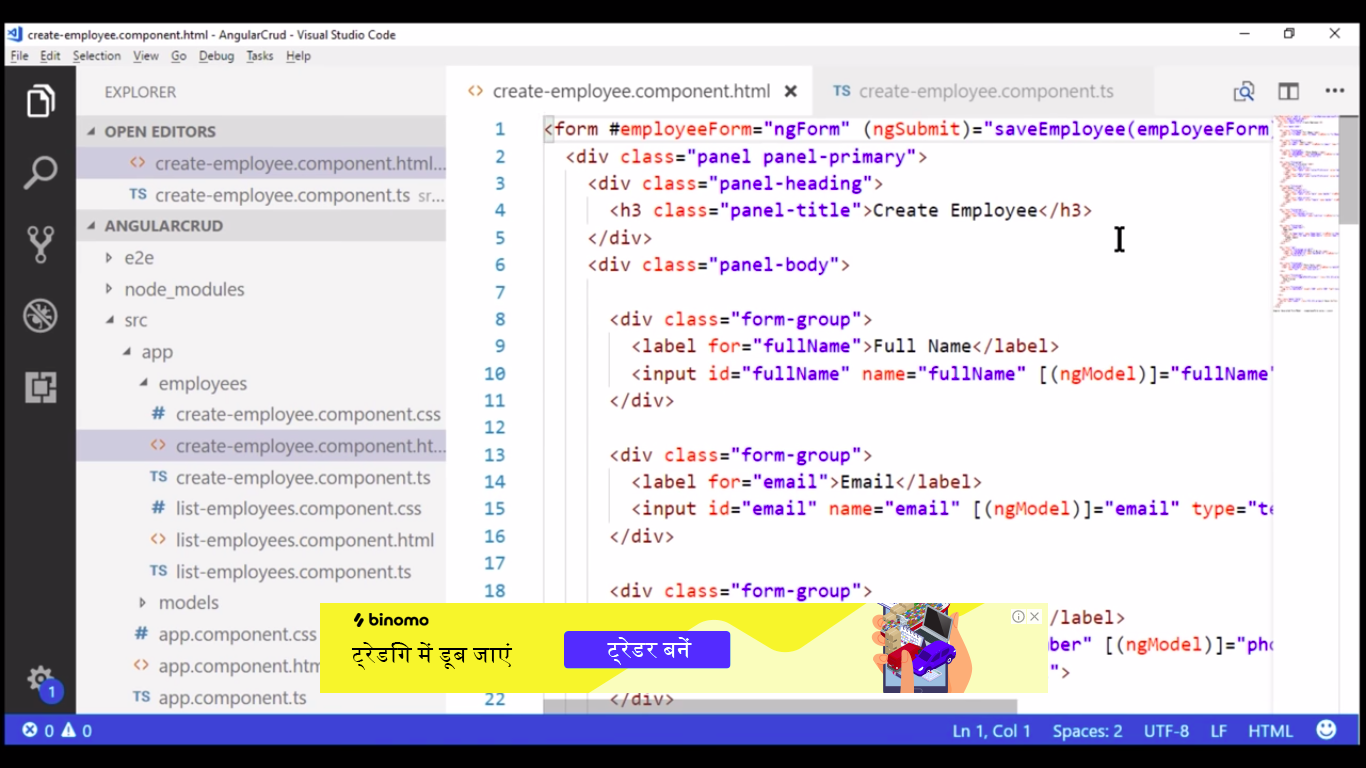 create-employee.component.html - AngularCrud - Visual Studio Code
File Edit Selection View Go Debug Tasks Help
EXPLORER
OPEN EDITORS
create-employee.component.html...
create-employee.component.ts sr...
ANGULARCRUD
e2e
node_modules
src
app
employees
create-employee.component.css
create-employee.component.ht...
create-employee.component.ts
list-employees.component.css
list-employees.component.html
list-employees.component.ts
models
app.component.css
app.component.htm
app.component.ts
1
create-employee.component.html
create-employee.component.ts
1 <form #employeeForm="ngForm" (ngSubmit)="saveEmployee(employeeForm
2 <div class="panel panel-primary">
3 <div class="panel-heading">
4 <h3 class="panel-title">Create Employee</h3>
5 </div>
6 <div class="panel-body">
7
8 <div class="form-group">
9 <label for="fullName">Full Name</label>
10 <input id="fullName" name="fullName" [(ngModel)]="fullName"
11 </div>
12
13 <div class="form-group">
14 <label for="email">Email</label>
15 <input id="email" name="email" [(ngModel)]="email" type="te
16 </div>
17
18 <div class="form-group">
/label>
ber" [(ngModel)]="pho
">
22 </div>
binomo
ट्रेडगि में डूब जाएं
ट्रेडर बनें
0 0
Ln 1, Col 1 Spaces: 2 UTF-8 LF HTML